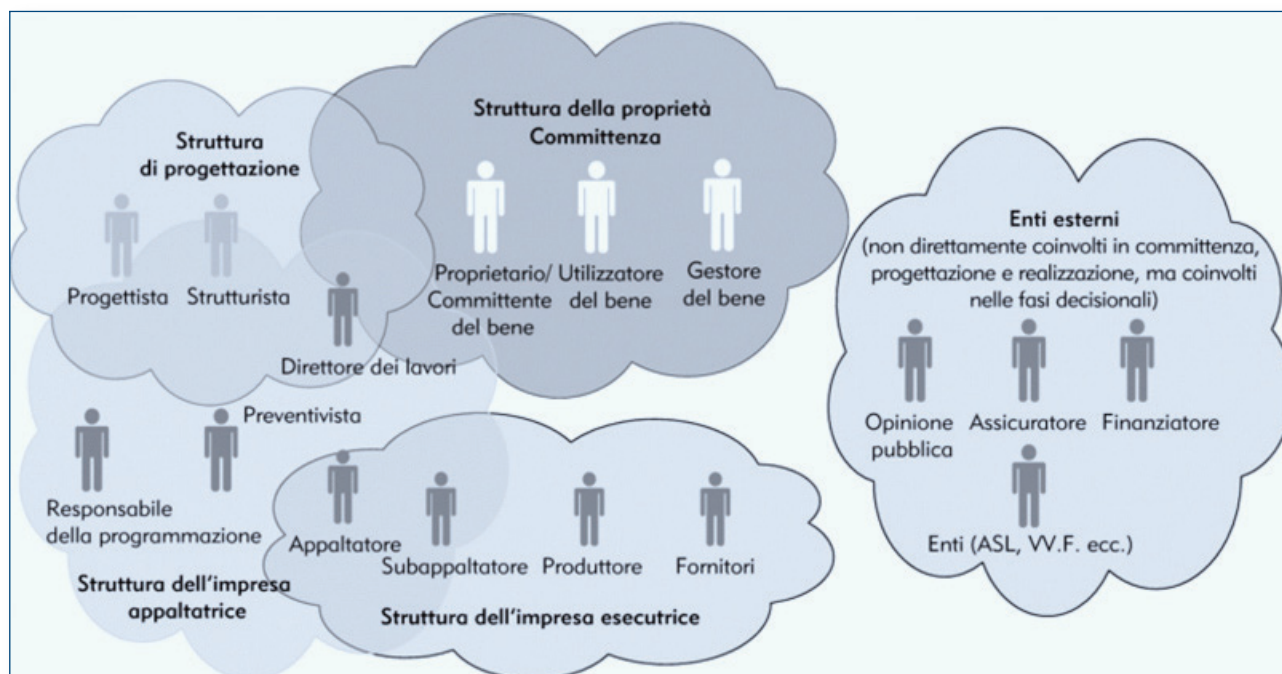 Struttura
di progettazione
Progettista
Strutturista
Direttore dei lavori
Struttura della proprietà
Committenza
Proprietario/
Committente
del bene
Utilizzatore
del bene
Gestore
del bene
Preventivista
Responsabile
della programmazione
Struttura dell'impresa
appaltatrice
Appaltatore
Subappaltatore
Produttore
Fornitori
Struttura dell'impresa esecutrice
Enti esterni
(non direttamente coinvolti in committenza,
progettazione e realizzazione, ma coinvolti
nelle fasi decisionali)
Opinione
pubblica
Assicuratore
Finanziatore
Enti (ASL, VV.F. ecc.)